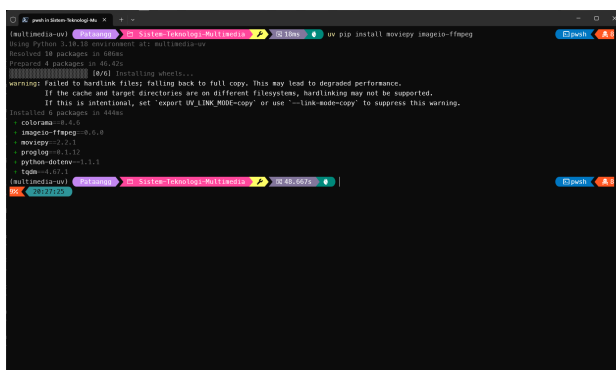 pwsh in Sistem-Teknologi-Mu
(multimedia-uv) Pataangg Sistem-Teknologi-Multimedia 18ms uv pip install moviepy imageio-ffmpeg pwsh 8
Using Python 3.10.18 environment at: multimedia-uv
Resolved 10 packages in 606ms
Prepared 4 packages in 46.42s
[0/6] Installing wheels...
warning: Failed to hardlink files; falling back to full copy. This may lead to degraded performance.
If the cache and target directories are on different filesystems, hardlinking may not be supported.
If this is intentional, set `export UV_LINK_MODE=copy` or use `--link-mode=copy` to suppress this warning.
Installed 6 packages in 444ms
+ colorama==0.4.6
+ imageio-ffmpeg==0.6.0
+ moviepy==2.2.1
+ proglog==0.1.12
+ python-dotenv==1.1.1
+ tqdm==4.67.1
(multimedia-uv) Pataangg Sistem-Teknologi-Multimedia 48.667s pwsh 8
9% 20:27:25